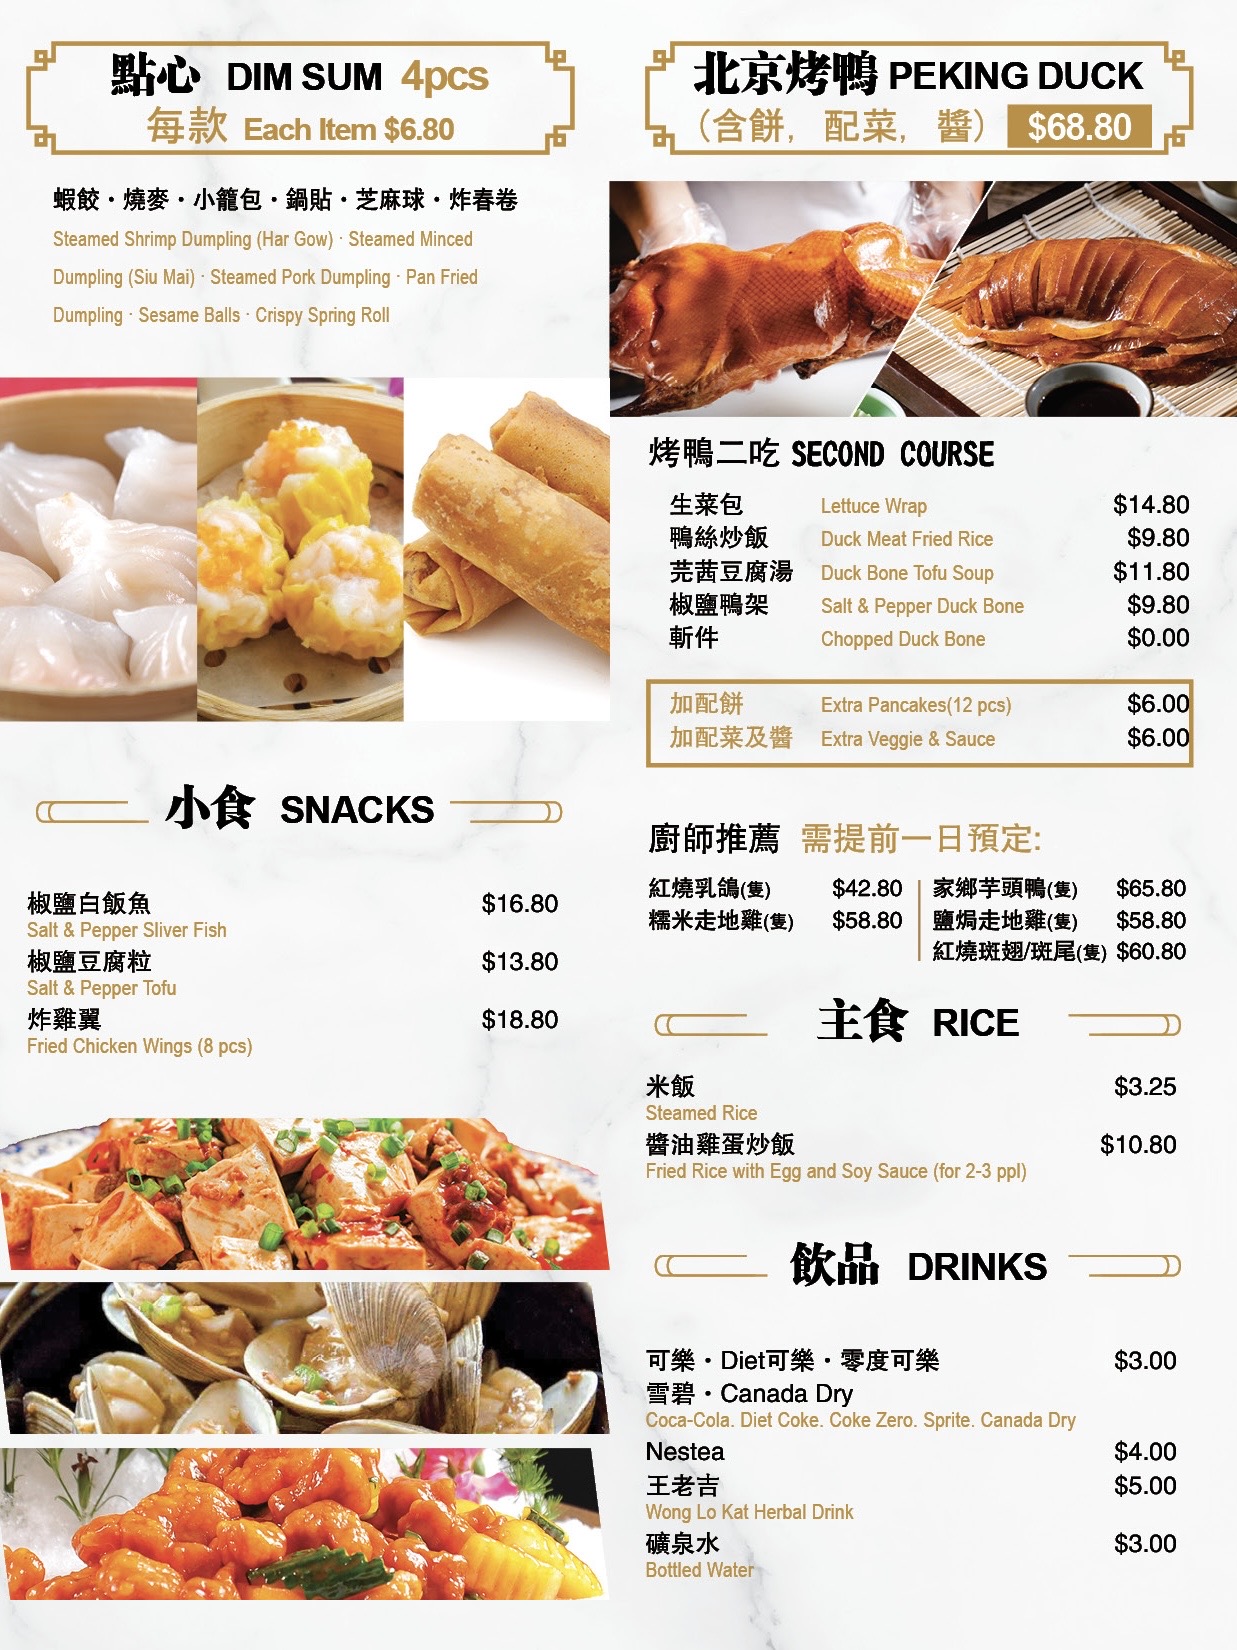 點心 DIM SUM 4pcs
每款 Each Item $6.80
蝦餃・燒麥・小籠包・鍋貼・芝麻球・炸春卷
Steamed Shrimp Dumpling (Har Gow) · Steamed Minced
Dumpling (Siu Mai) · Steamed Pork Dumpling · Pan Fried
Dumpling · Sesame Balls · Crispy Spring Roll
小食 SNACKS
椒鹽白飯魚 $16.80
Salt & Pepper Sliver Fish
椒鹽豆腐粒 $13.80
Salt & Pepper Tofu
炸雞翼 $18.80
Fried Chicken Wings (8 pcs)
北京烤鴨 PEKING DUCK
（含餅，配菜，醬） $68.80
烤鴨二吃 SECOND COURSE
生菜包 Lettuce Wrap $14.80
鴨絲炒飯 Duck Meat Fried Rice $9.80
芫茜豆腐湯 Duck Bone Tofu Soup $11.80
椒鹽鴨架 Salt & Pepper Duck Bone $9.80
斬件 Chopped Duck Bone $0.00
加配餅 Extra Pancakes(12 pcs) $6.00
加配菜及醬 Extra Veggie & Sauce $6.00
廚師推薦 需提前一日預定:
紅燒乳鴿(隻) $42.80
糯米走地雞(隻) $58.80
家鄉芋頭鴨(隻) $65.80
鹽焗走地雞(隻) $58.80
紅燒斑翅/斑尾(隻) $60.80
主食 RICE
米飯 $3.25
Steamed Rice
醬油雞蛋炒飯 $10.80
Fried Rice with Egg and Soy Sauce (for 2-3 ppl)
飲品 DRINKS
可樂・Diet可樂・零度可樂 $3.00
雪碧・Canada Dry
Coca-Cola. Diet Coke. Coke Zero. Sprite. Canada Dry
Nestea $4.00
王老吉 $5.00
Wong Lo Kat Herbal Drink
礦泉水 $3.00
Bottled Water